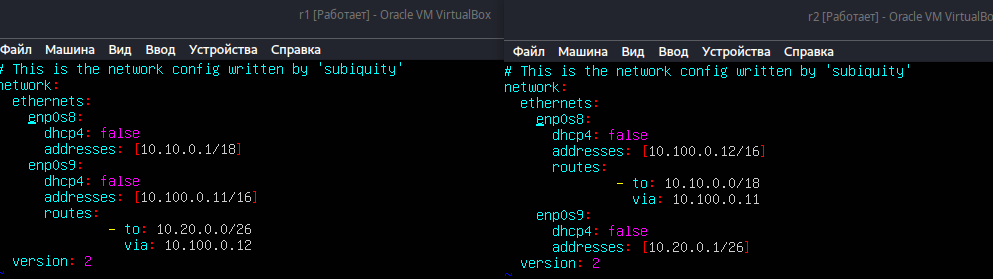 r1 [Работает] - Oracle VM VirtualBox
Файл Машина Вид Ввод Устройства Справка
# This is the network config written by 'subiquity'
network:
  ethernets:
    enp0s8:
      dhcp4: false
      addresses: [10.10.0.1/18]
    enp0s9:
      dhcp4: false
      addresses: [10.100.0.11/16]
      routes:
              - to: 10.20.0.0/26
                via: 10.100.0.12
  version: 2
r2 [Работает] - Oracle VM VirtualBo
Файл Машина Вид Ввод Устройства Справка
# This is the network config written by 'subiquity'
network:
  ethernets:
    enp0s8:
      dhcp4: false
      addresses: [10.100.0.12/16]
      routes:
              - to: 10.10.0.0/18
                via: 10.100.0.11
    enp0s9:
      dhcp4: false
      addresses: [10.20.0.1/26]
  version: 2